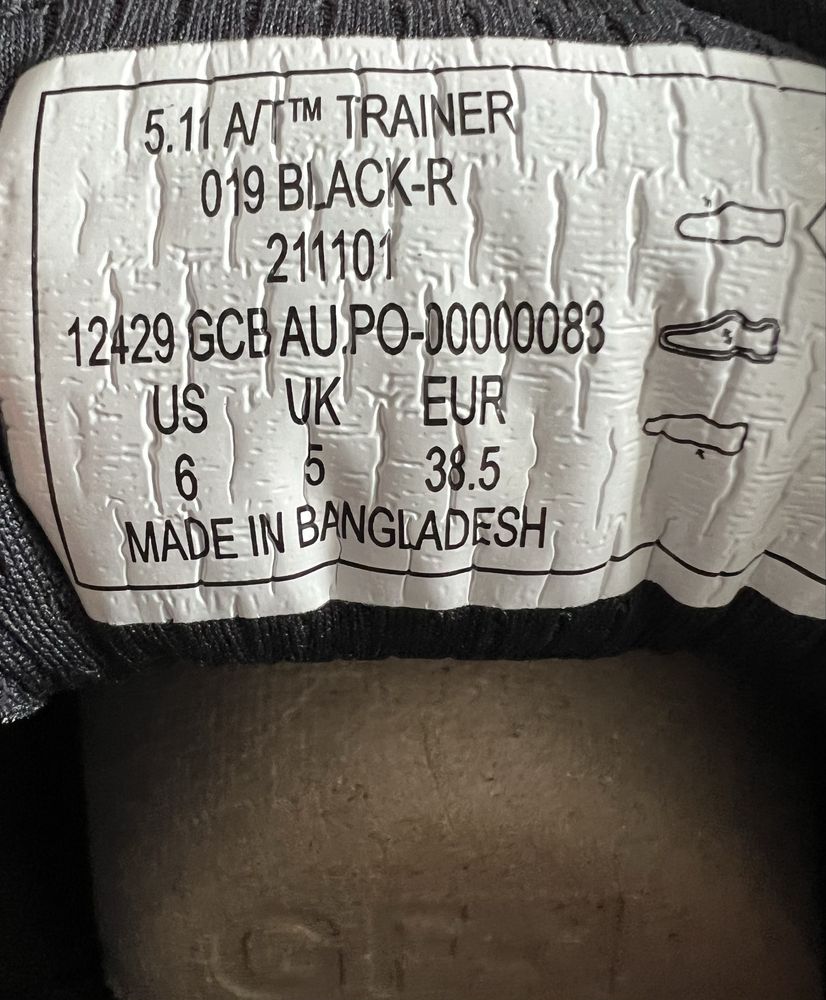 5.11 A/T™ TRAINER
019 BLACK-R
211101
12429 GCB AU.PO-00000083
US UK EUR
6 5 38.5
MADE IN BANGLADESH